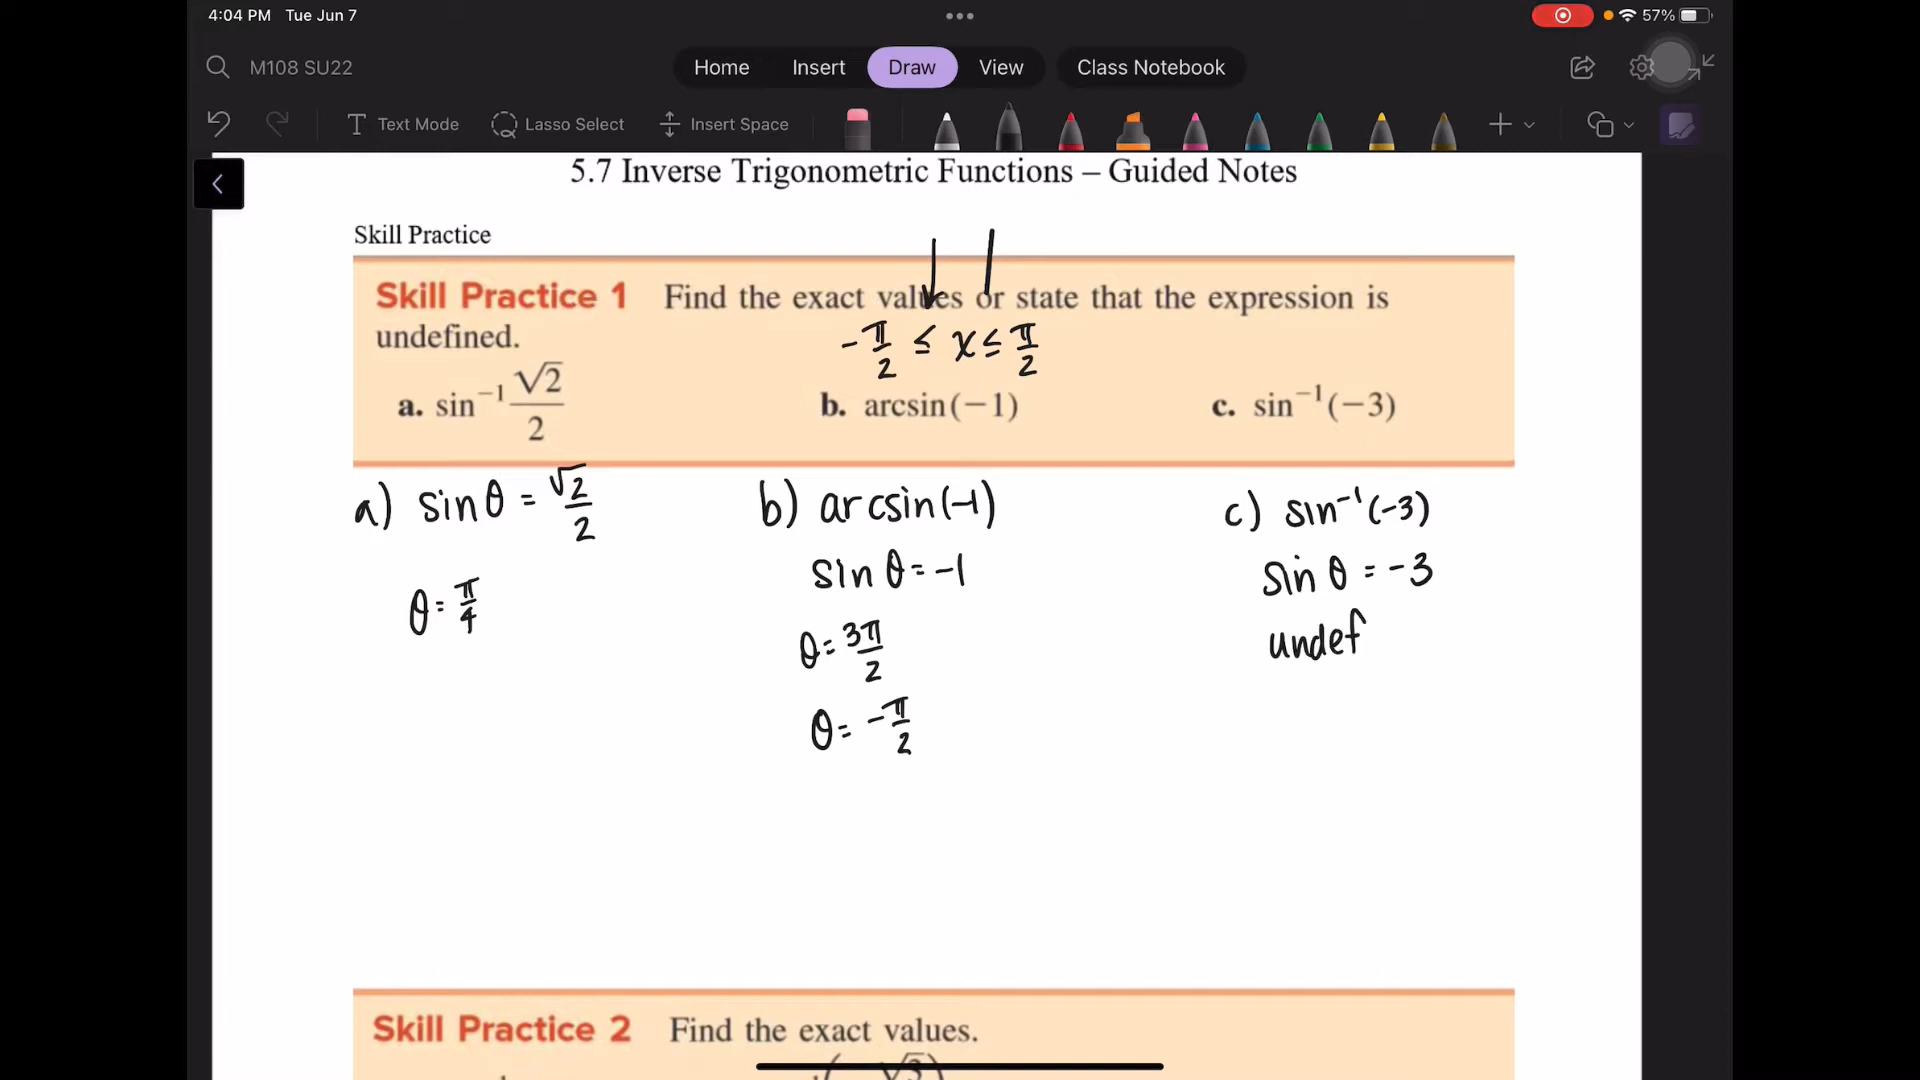 4:04 PM Tue Jun 7
57%
M108 SU22
Home Insert Draw View Class Notebook
Text Mode Lasso Select Insert Space
5.7 Inverse Trigonometric Functions – Guided Notes
Skill Practice
Skill Practice 1 Find the exact values or state that the expression is
undefined.
-π/2 ≤ x ≤ π/2
a. sin⁻¹ √2/2
b. arcsin(−1)
c. sin⁻¹(−3)
a) sin θ = √2/2
θ = π/4
b) arcsin(-1)
sin θ = -1
θ = 3π/2
θ = -π/2
c) sin⁻¹(-3)
sin θ = -3
undef
Skill Practice 2 Find the exact values.